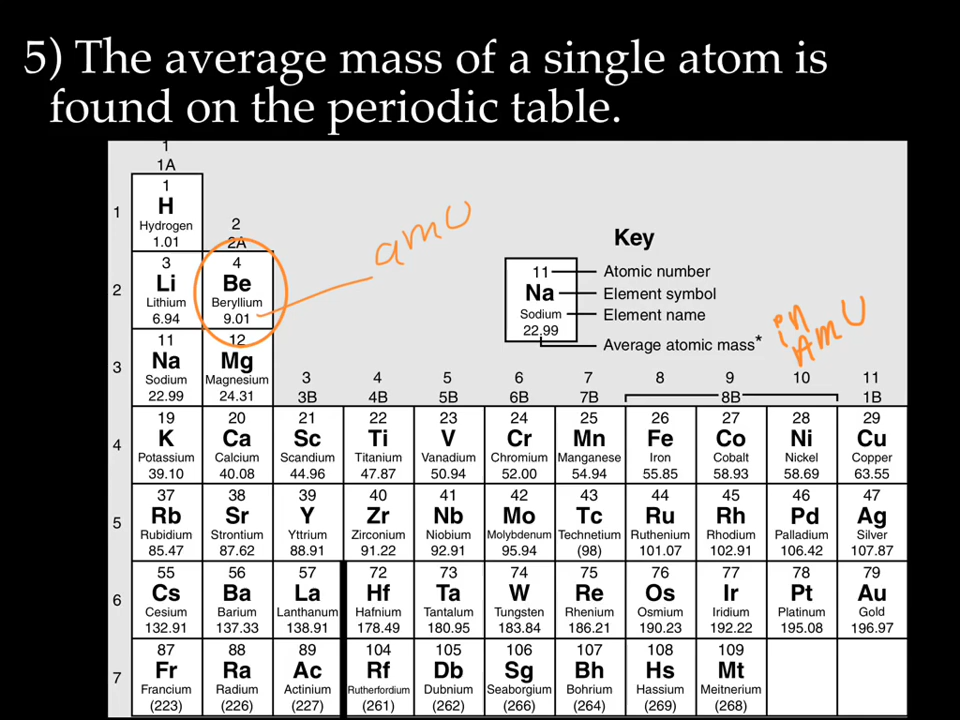 5) The average mass of a single atom is
found on the periodic table.
1
1A
1
1
H
Hydrogen
1.01
2
2A
amu
Key
2
3
Li
Lithium
6.94
4
Be
Beryllium
9.01
11 Atomic number
Na Element symbol
Sodium Element name
22.99
Average atomic mass*
in
AMU
3
11
Na
Sodium
22.99
12
Mg
Magnesium
24.31
3 4 5 6 7 8 9 10 11
3B 4B 5B 6B 7B 8B 1B
4
19 20 21 22 23 24 25 26 27 28 29
K Ca Sc Ti V Cr Mn Fe Co Ni Cu
Potassium Calcium Scandium Titanium Vanadium Chromium Manganese Iron Cobalt Nickel Copper
39.10 40.08 44.96 47.87 50.94 52.00 54.94 55.85 58.93 58.69 63.55
5
37 38 39 40 41 42 43 44 45 46 47
Rb Sr Y Zr Nb Mo Tc Ru Rh Pd Ag
Rubidium Strontium Yttrium Zirconium Niobium Molybdenum Technetium Ruthenium Rhodium Palladium Silver
85.47 87.62 88.91 91.22 92.91 95.94 (98) 101.07 102.91 106.42 107.87
6
55 56 57 72 73 74 75 76 77 78 79
Cs Ba La Hf Ta W Re Os Ir Pt Au
Cesium Barium Lanthanum Hafnium Tantalum Tungsten Rhenium Osmium Iridium Platinum Gold
132.91 137.33 138.91 178.49 180.95 183.84 186.21 190.23 192.22 195.08 196.97
7
87 88 89 104 105 106 107 108 109
Fr Ra Ac Rf Db Sg Bh Hs Mt
Francium Radium Actinium Rutherfordium Dubnium Seaborgium Bohrium Hassium Meitnerium
(223) (226) (227) (261) (262) (266) (264) (269) (268)